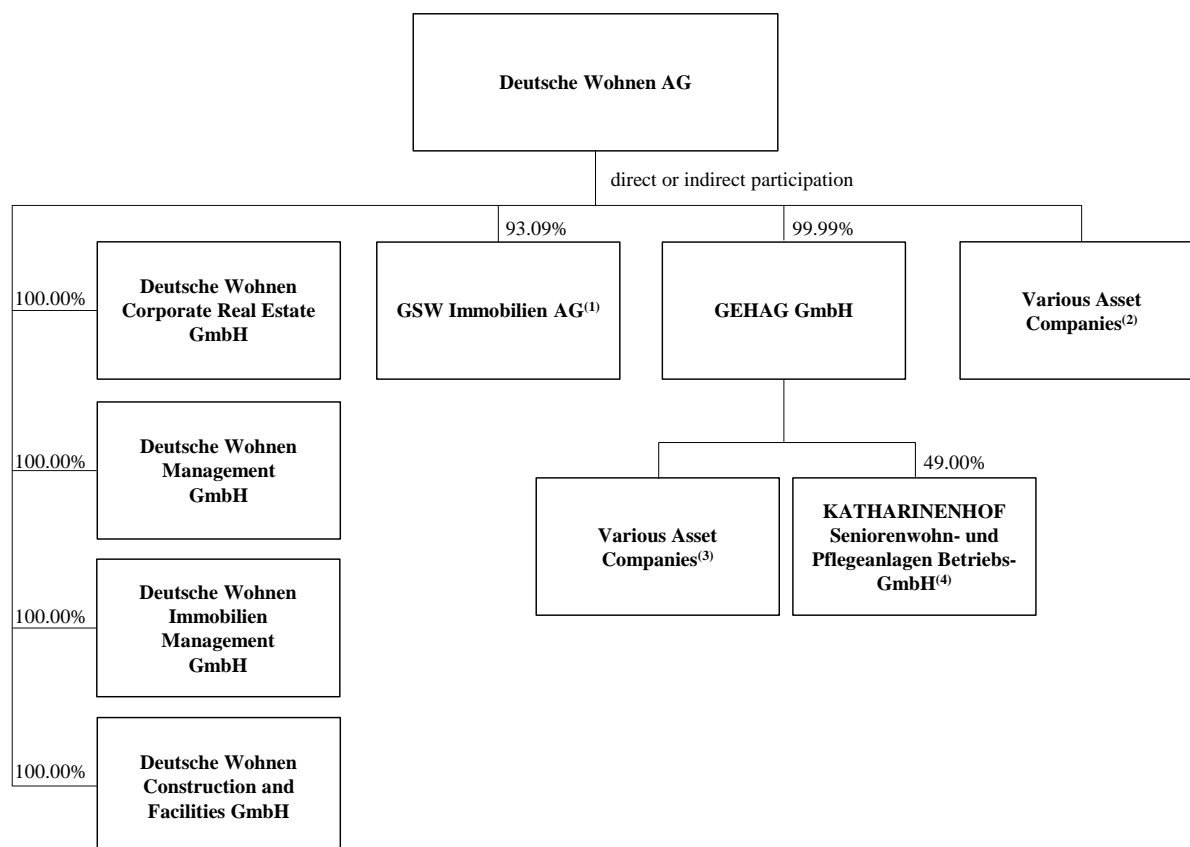 Deutsche Wohnen AG
direct or indirect participation
93.09%
99.99%
100.00%
Deutsche Wohnen
Corporate Real Estate
GmbH
GSW Immobilien AG(1)
GEHAG GmbH
Various Asset
Companies(2)
100.00%
Deutsche Wohnen
Management
GmbH
49.00%
Various Asset
Companies(3)
KATHARINENHOF
Seniorenwohn- und
Pflegeanlagen Betriebs-
GmbH(4)
100.00%
Deutsche Wohnen
Immobilien
Management
GmbH
100.00%
Deutsche Wohnen
Construction and
Facilities GmbH